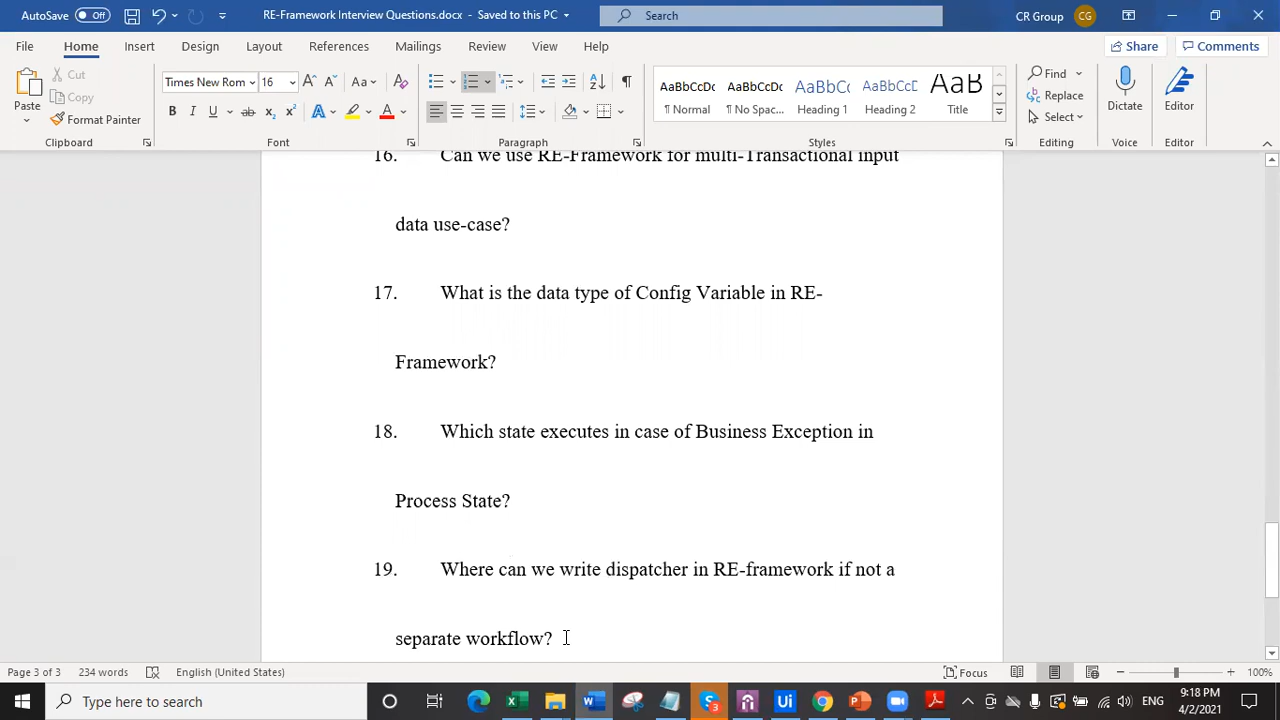 AutoSave Off RE-Framework Interview Questions.docx - Saved to this PC Search CR Group CG
File Home Insert Design Layout References Mailings Review View Help Share Comments
Paste Cut Copy Format Painter
Times New Rom 16 Aa
B I U ab x₂ x² A A
AaBbCcDc AaBbCcDc AaBbCc AaBbCcD AaB
¶ Normal ¶ No Spac... Heading 1 Heading 2 Title
Find Replace Select Dictate Editor
Clipboard Font Paragraph Styles Editing Voice Editor
16. Can we use RE-Framework for multi-Transactional input
data use-case?
17. What is the data type of Config Variable in RE-
Framework?
18. Which state executes in case of Business Exception in
Process State?
19. Where can we write dispatcher in RE-framework if not a
separate workflow?
Page 3 of 3 234 words English (United States) Focus 100%
Type here to search ENG 9:18 PM
4/2/2021